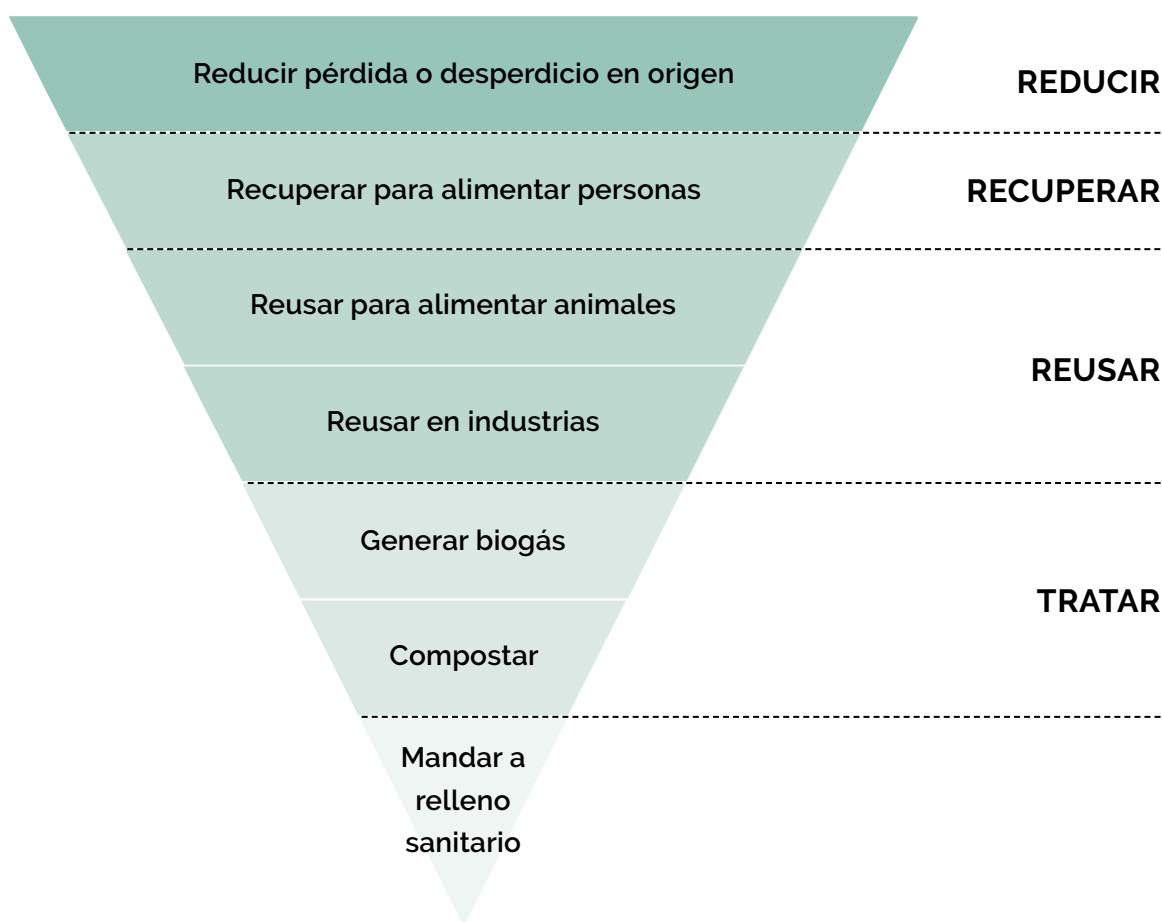 Reducir pérdida o desperdicio en origen
REDUCIR
Recuperar para alimentar personas
RECUPERAR
Reusar para alimentar animales
REUSAR
Reusar en industrias
Generar biogás
TRATAR
Compostar
Mandar a
relleno
sanitario